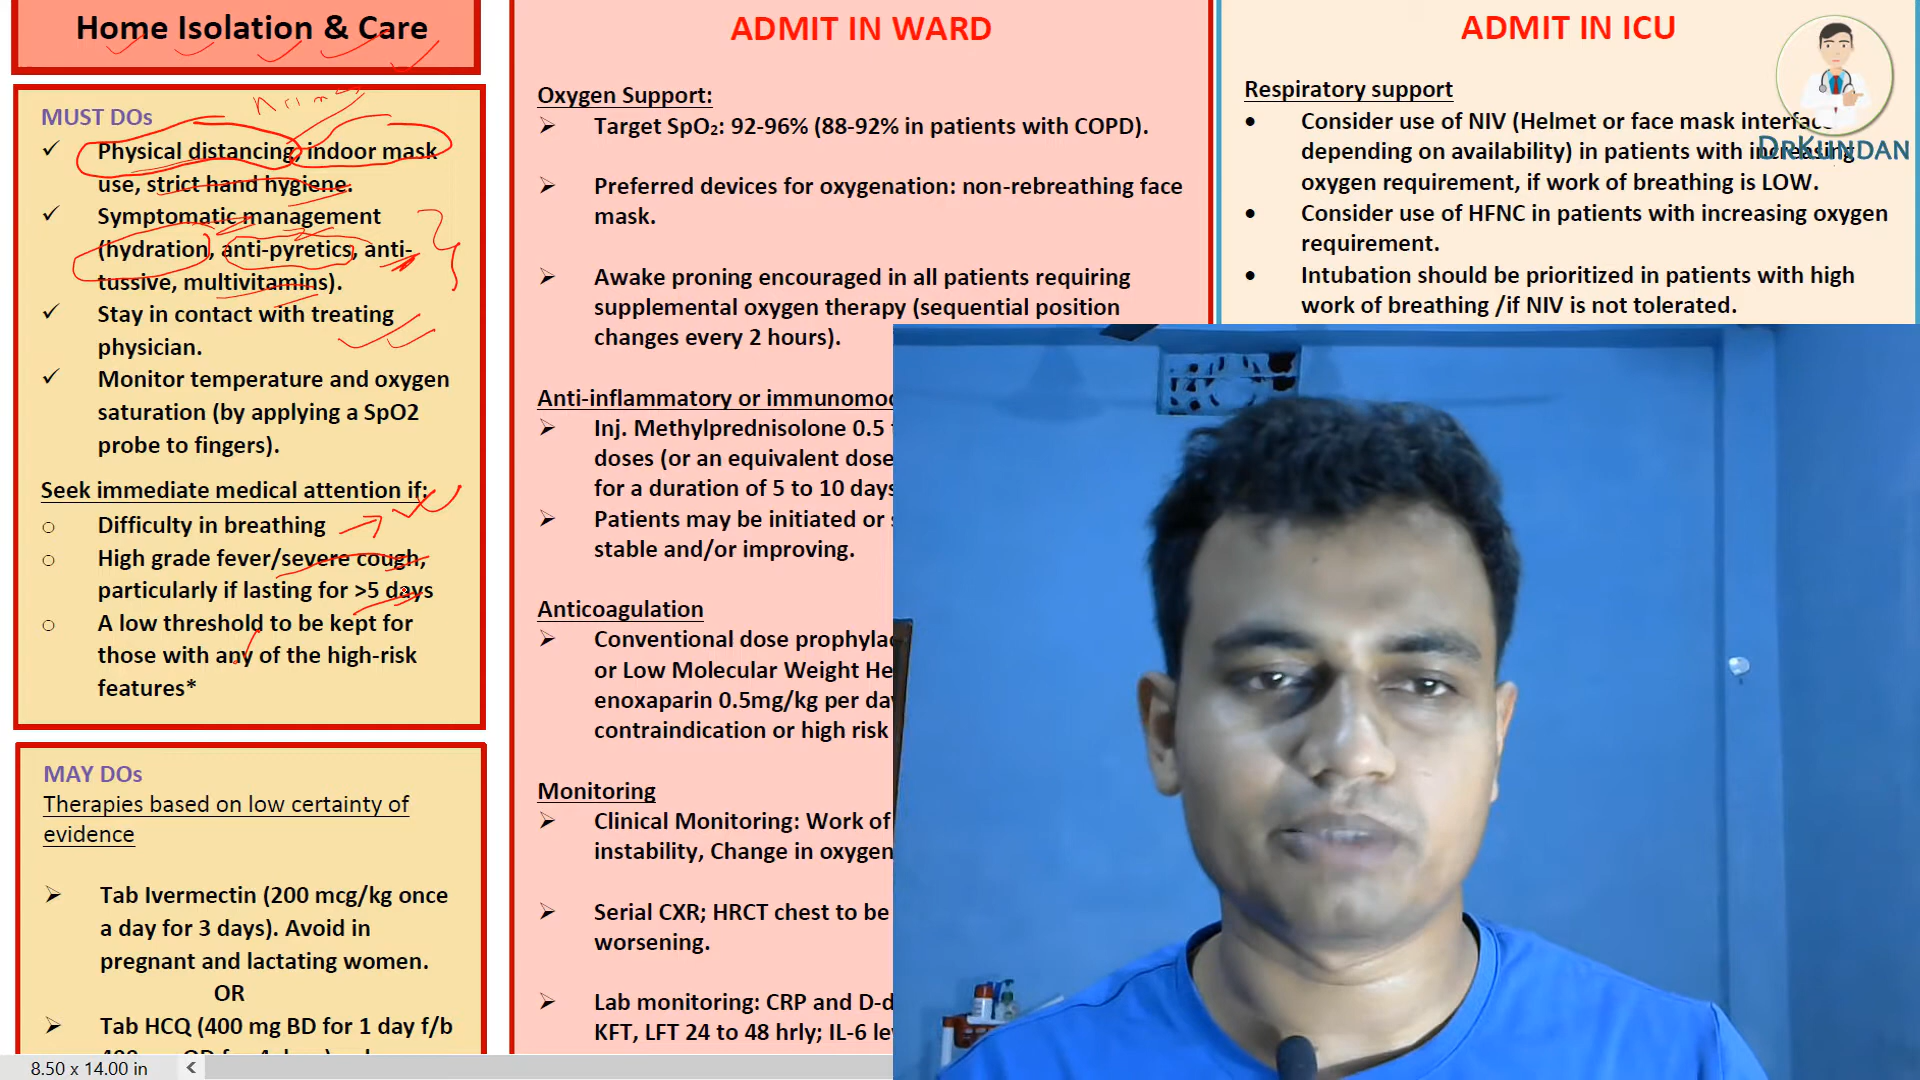 Home Isolation & Care
MUST DOs
Physical distancing, indoor mask
use, strict hand hygiene.
Symptomatic management
(hydration, anti-pyretics, anti-
tussive, multivitamins).
Stay in contact with treating
physician.
Monitor temperature and oxygen
saturation (by applying a SpO2
probe to fingers).
Seek immediate medical attention if:
Difficulty in breathing
High grade fever/severe cough,
particularly if lasting for >5 days
A low threshold to be kept for
those with any of the high-risk
features*
MAY DOs
Therapies based on low certainty of
evidence
Tab Ivermectin (200 mcg/kg once
a day for 3 days). Avoid in
pregnant and lactating women.
OR
Tab HCQ (400 mg BD for 1 day f/b
8.50 x 14.00 in
ADMIT IN WARD
Oxygen Support:
Target SpO₂: 92-96% (88-92% in patients with COPD).
Preferred devices for oxygenation: non-rebreathing face
mask.
Awake proning encouraged in all patients requiring
supplemental oxygen therapy (sequential position
changes every 2 hours).
Anti-inflammatory or immunomo
Inj. Methylprednisolone 0.5
doses (or an equivalent dose
for a duration of 5 to 10 days
Patients may be initiated or
stable and/or improving.
Anticoagulation
Conventional dose prophylac
or Low Molecular Weight He
enoxaparin 0.5mg/kg per da
contraindication or high risk
Monitoring
Clinical Monitoring: Work of
instability, Change in oxygen
Serial CXR; HRCT chest to be
worsening.
Lab monitoring: CRP and D-d
KFT, LFT 24 to 48 hrly; IL-6 le
ADMIT IN ICU
Respiratory support
Consider use of NIV (Helmet or face mask interface
depending on availability) in patients with increasing
oxygen requirement, if work of breathing is LOW.
Consider use of HFNC in patients with increasing oxygen
requirement.
Intubation should be prioritized in patients with high
work of breathing /if NIV is not tolerated.
DRKUNDAN